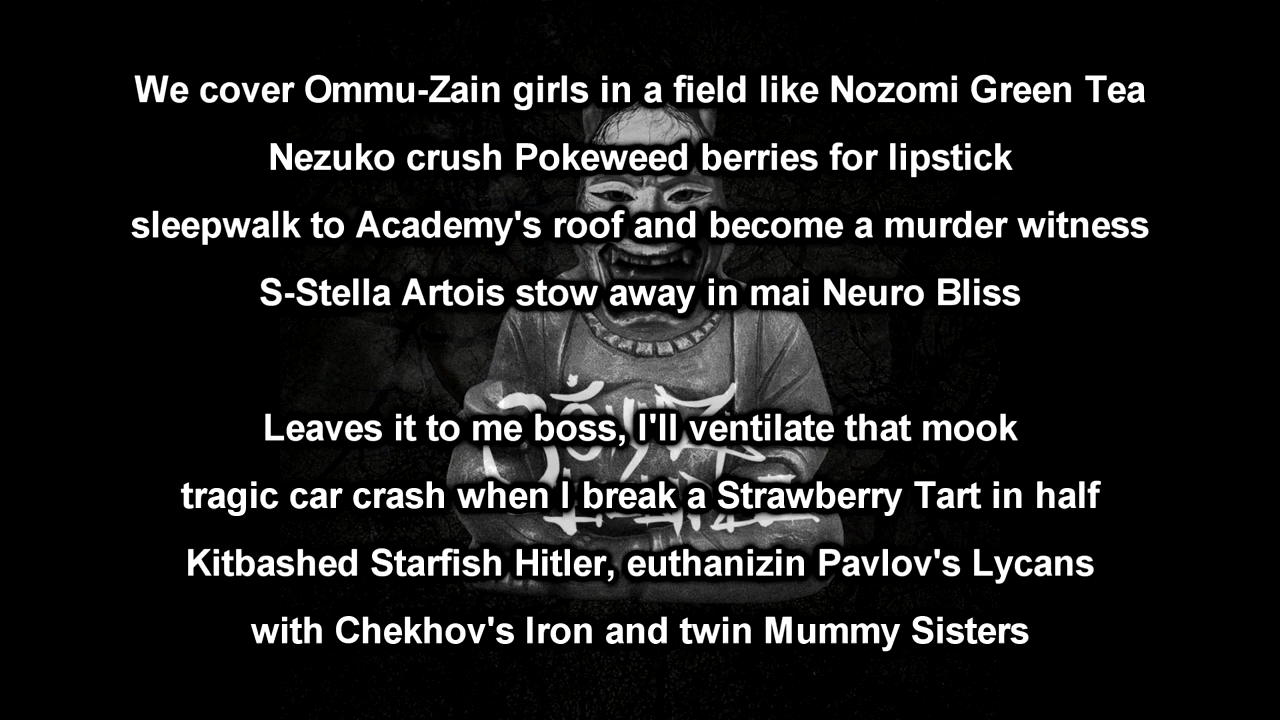 We cover Ommu-Zain girls in a field like Nozomi Green Tea
Nezuko crush Pokeweed berries for lipstick
sleepwalk to Academy's roof and become a murder witness
S-Stella Artois stow away in mai Neuro Bliss
Leaves it to me boss, I'll ventilate that mook
tragic car crash when I break a Strawberry Tart in half
Kitbashed Starfish Hitler, euthanizin Pavlov's Lycans
with Chekhov's Iron and twin Mummy Sisters